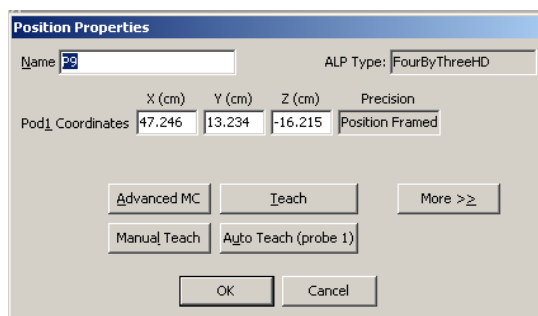 Position Properties
Name P9 ALP Type: FourByThreeHD
X (cm) Y (cm) Z (cm) Precision
Pod1 Coordinates 47.246 13.234 -16.215 Position Framed
Advanced MC Teach More >>
Manual Teach Auto Teach (probe 1)
OK Cancel